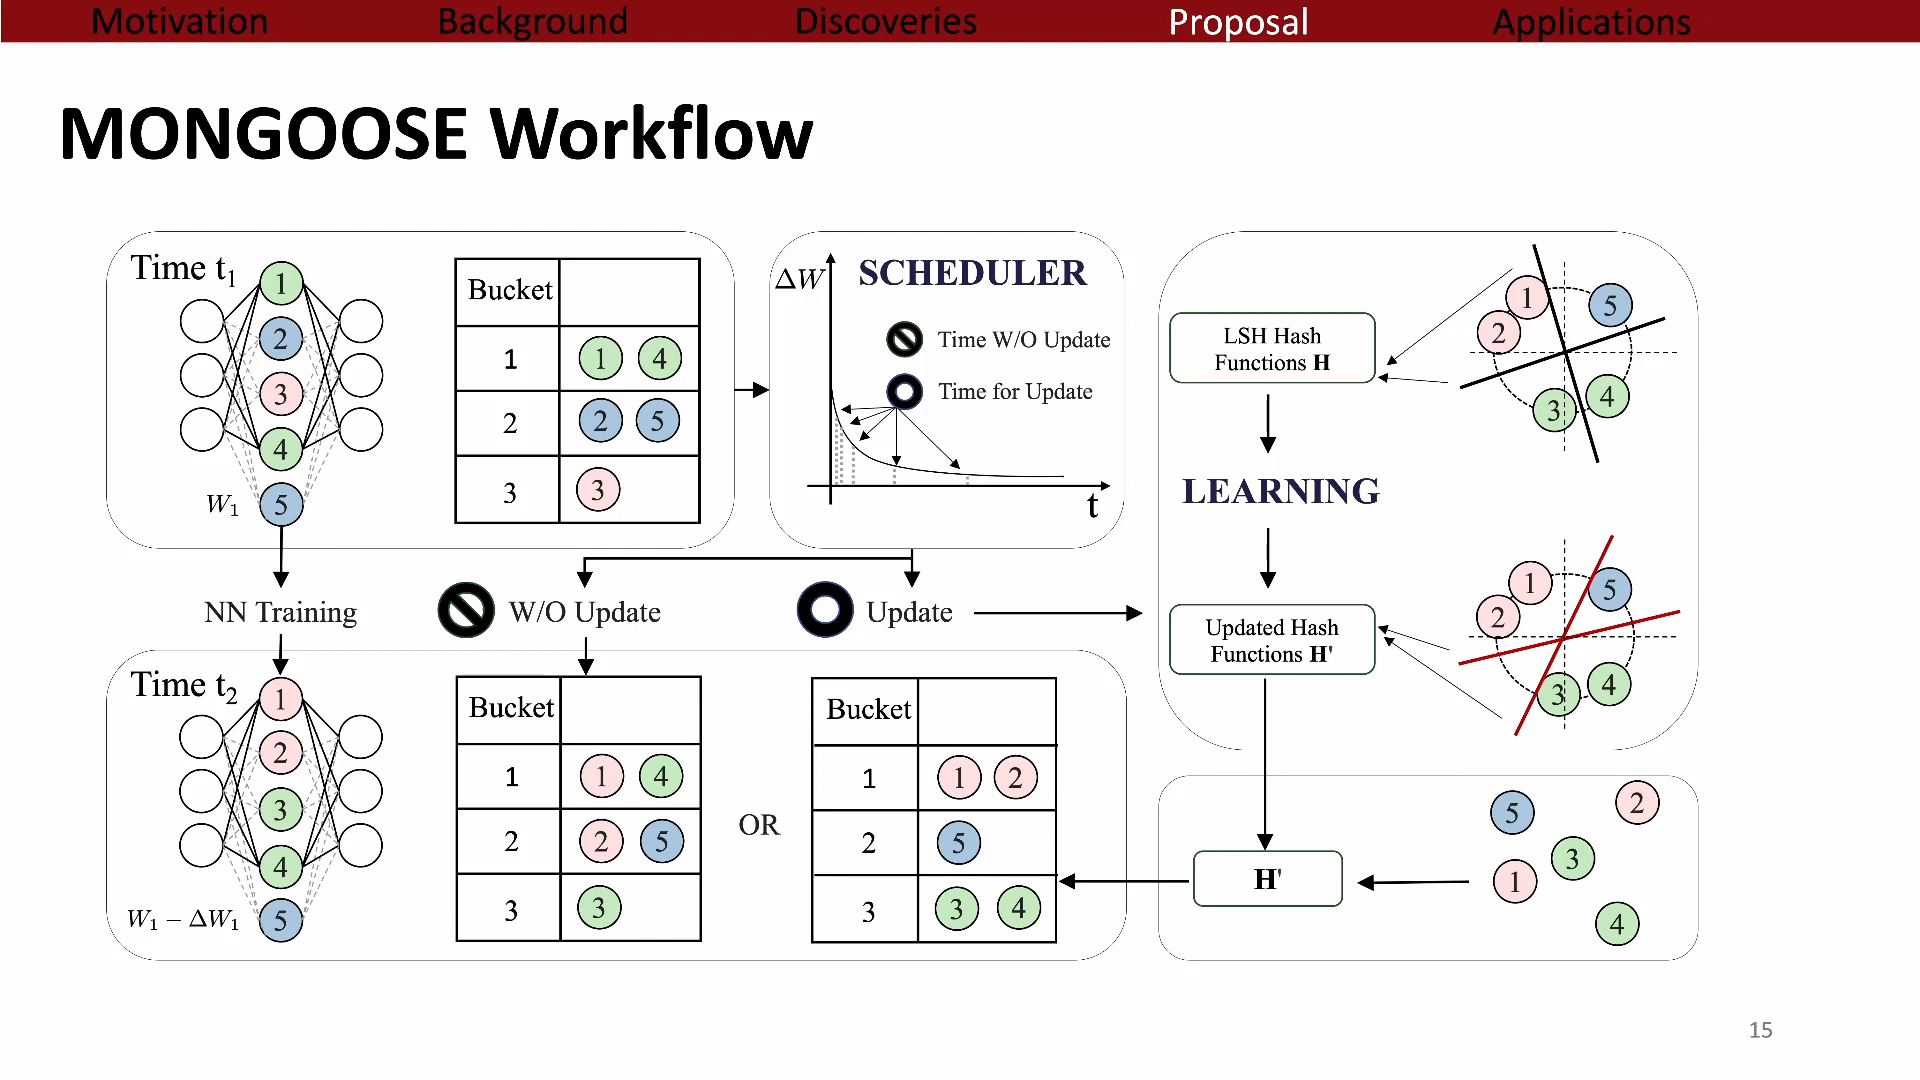 Motivation Background Discoveries Proposal Applications
MONGOOSE Workflow
Time t1
1
2
3
4
5
W1
Bucket
1 1 4
2 2 5
3 3
ΔW
SCHEDULER
Time W/O Update
Time for Update
t
LSH Hash
Functions H
1
2
5
3
4
LEARNING
Updated Hash
Functions H'
1
2
5
3
4
NN Training
W/O Update
Update
Time t2
1
2
3
4
5
W1 − ΔW1
Bucket
1 1 4
2 2 5
3 3
OR
Bucket
1 1 2
2 5
3 3 4
H'
5
2
3
1
4
15